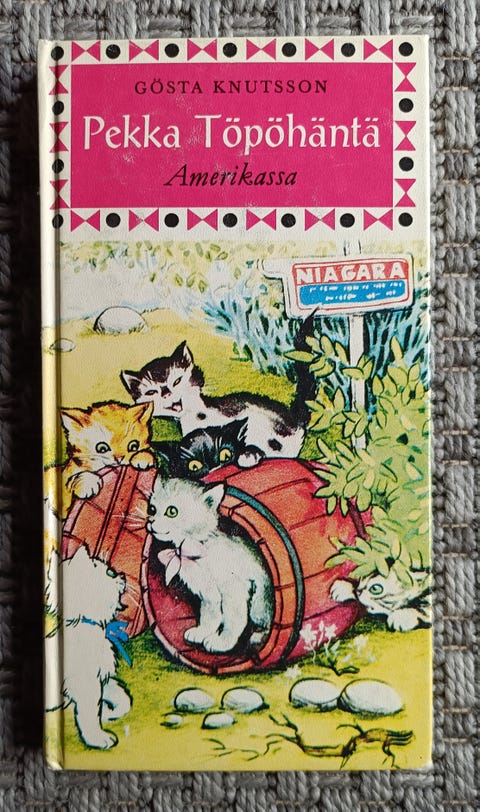 GÖSTA KNUTSSON
Pekka Töpöhäntä
Amerikassa
NIAGARA